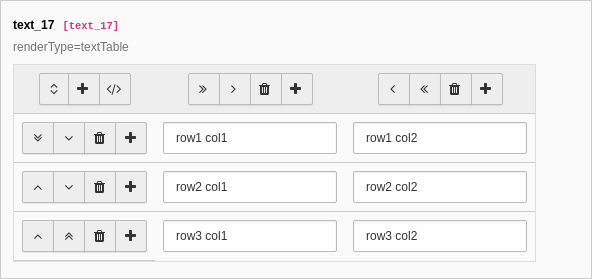 text_17 [text_17]
renderType=textTable
row1 col1 row1 col2
row2 col1 row2 col2
row3 col1 row3 col2